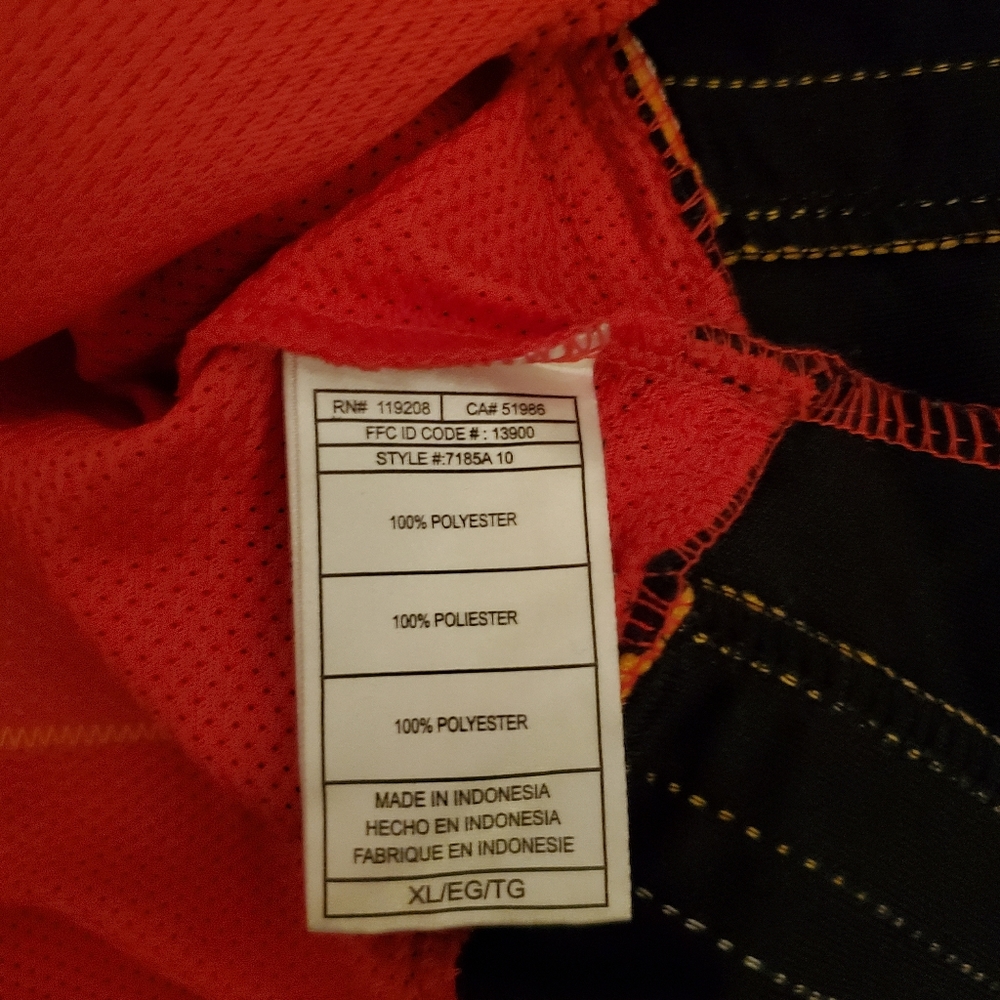 RN# 119208 CA# 51986
FFC ID CODE # : 13900
STYLE #:7185A 10
100% POLYESTER
100% POLIESTER
100% POLYESTER
MADE IN INDONESIA
HECHO EN INDONESIA
FABRIQUE EN INDONESIE
XL/EG/TG